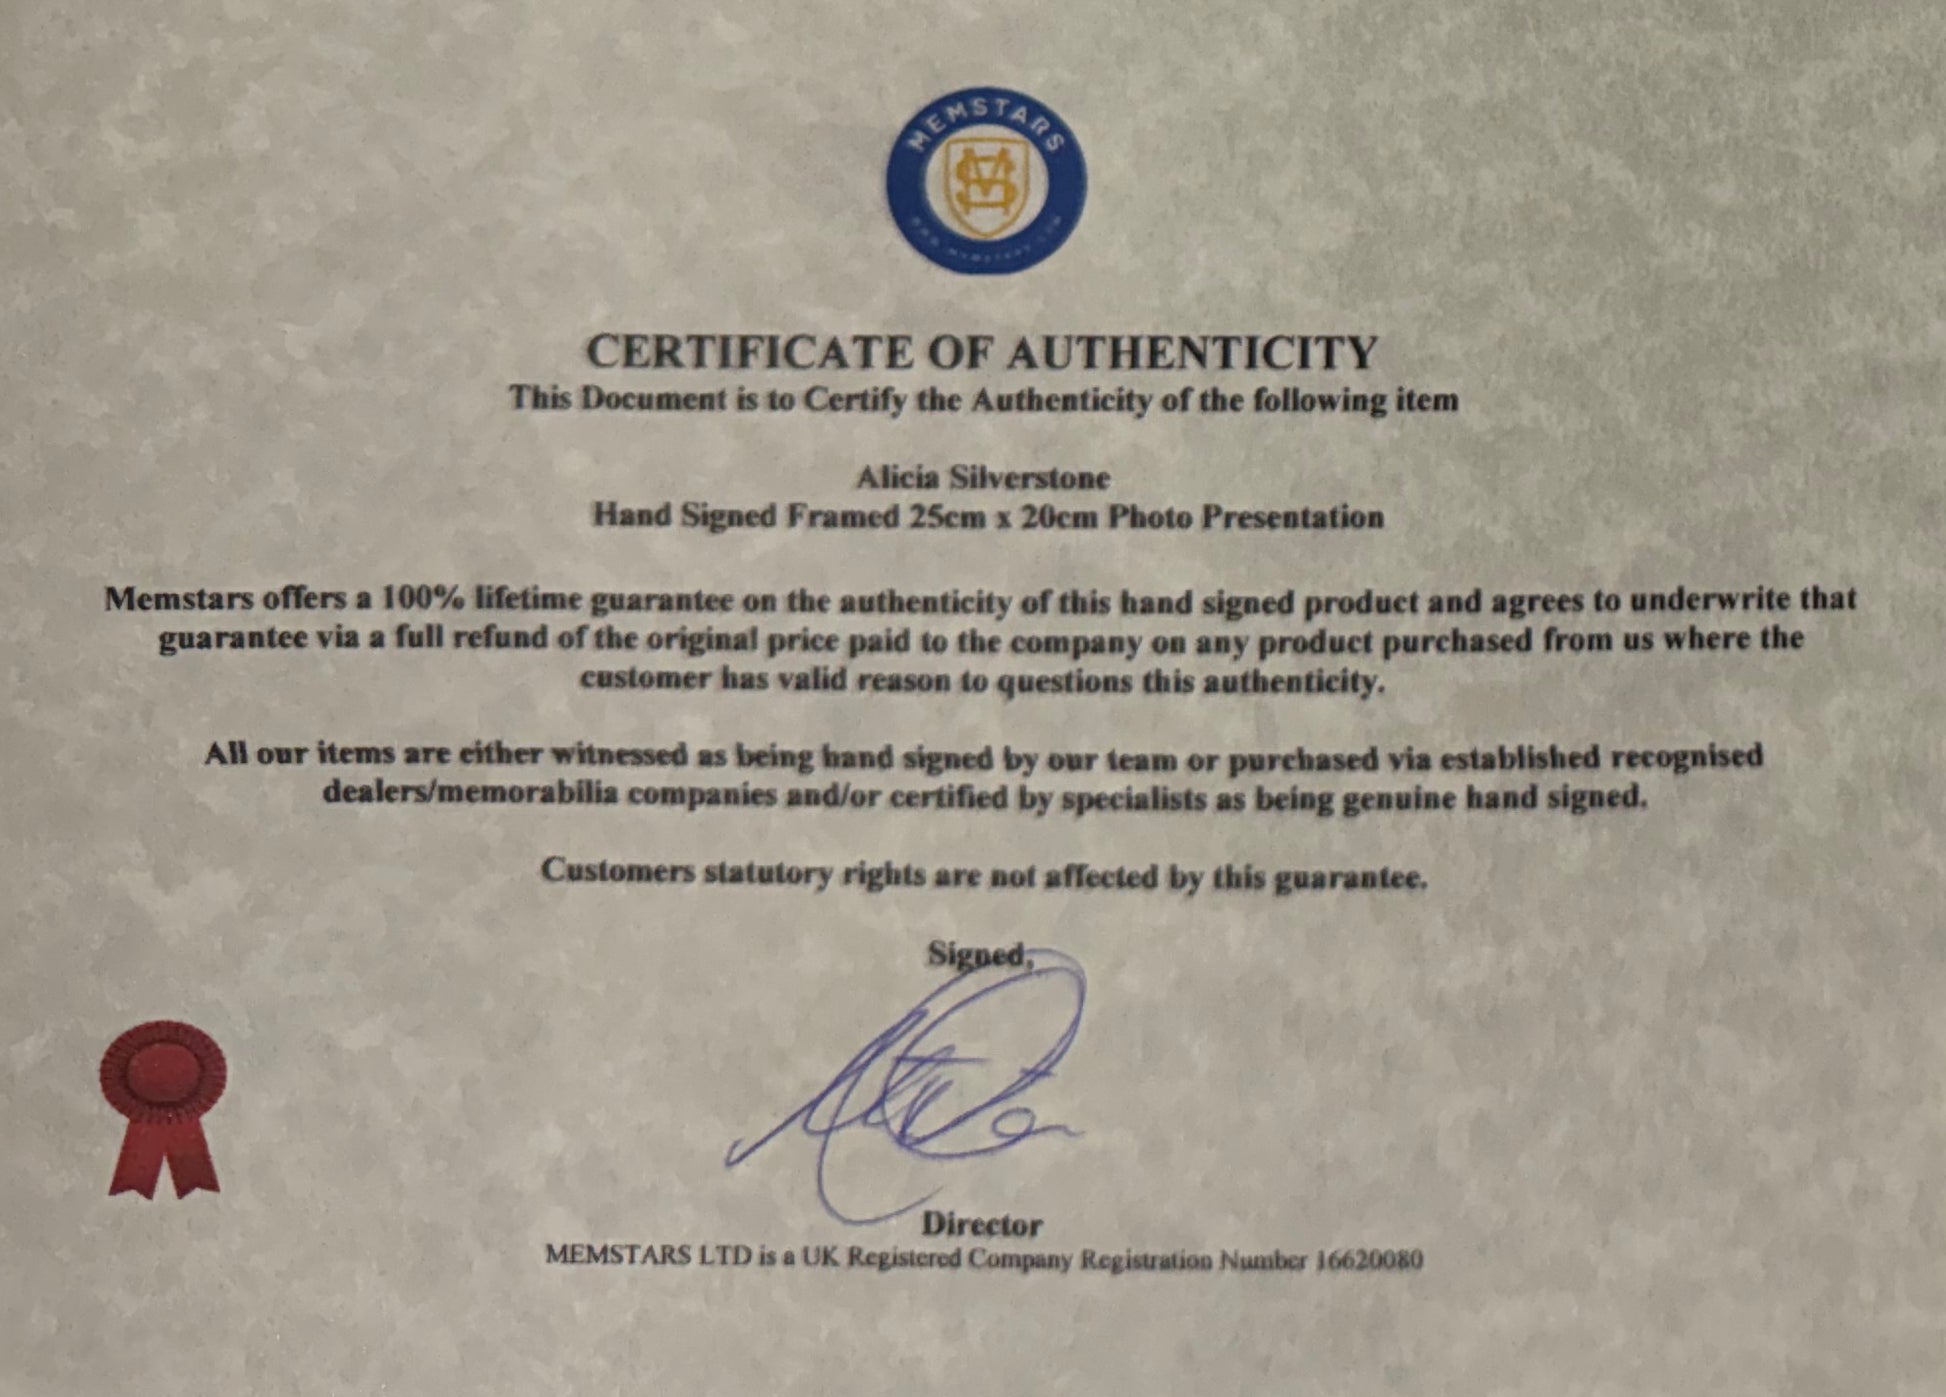 MEMSTARS
CERTIFICATE OF AUTHENTICITY
This Document is to Certify the Authenticity of the following item
Alicia Silverstone
Hand Signed Framed 25cm x 20cm Photo Presentation
Memstars offers a 100% lifetime guarantee on the authenticity of this hand signed product and agrees to underwrite that
guarantee via a full refund of the original price paid to the company on any product purchased from us where the
customer has valid reason to questions this authenticity.
All our items are either witnessed as being hand signed by our team or purchased via established recognised
dealers/memorabilia companies and/or certified by specialists as being genuine hand signed.
Customers statutory rights are not affected by this guarantee.
Signed,
Director
MEMSTARS LTD is a UK Registered Company Registration Number 16620080